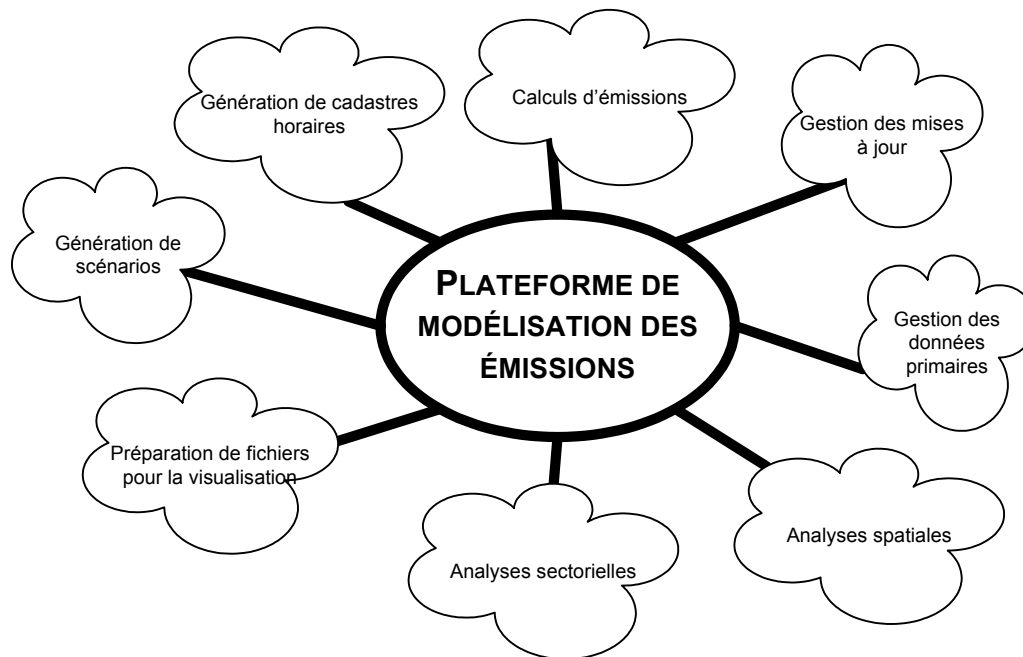 Génération de cadastres
horaires
Calculs d'émissions
Gestion des mises
à jour
Génération de
scénarios
PLATEFORME DE
MODÉLISATION DES
ÉMISSIONS
Gestion des
données
primaires
Préparation de fichiers
pour la visualisation
Analyses sectorielles
Analyses spatiales